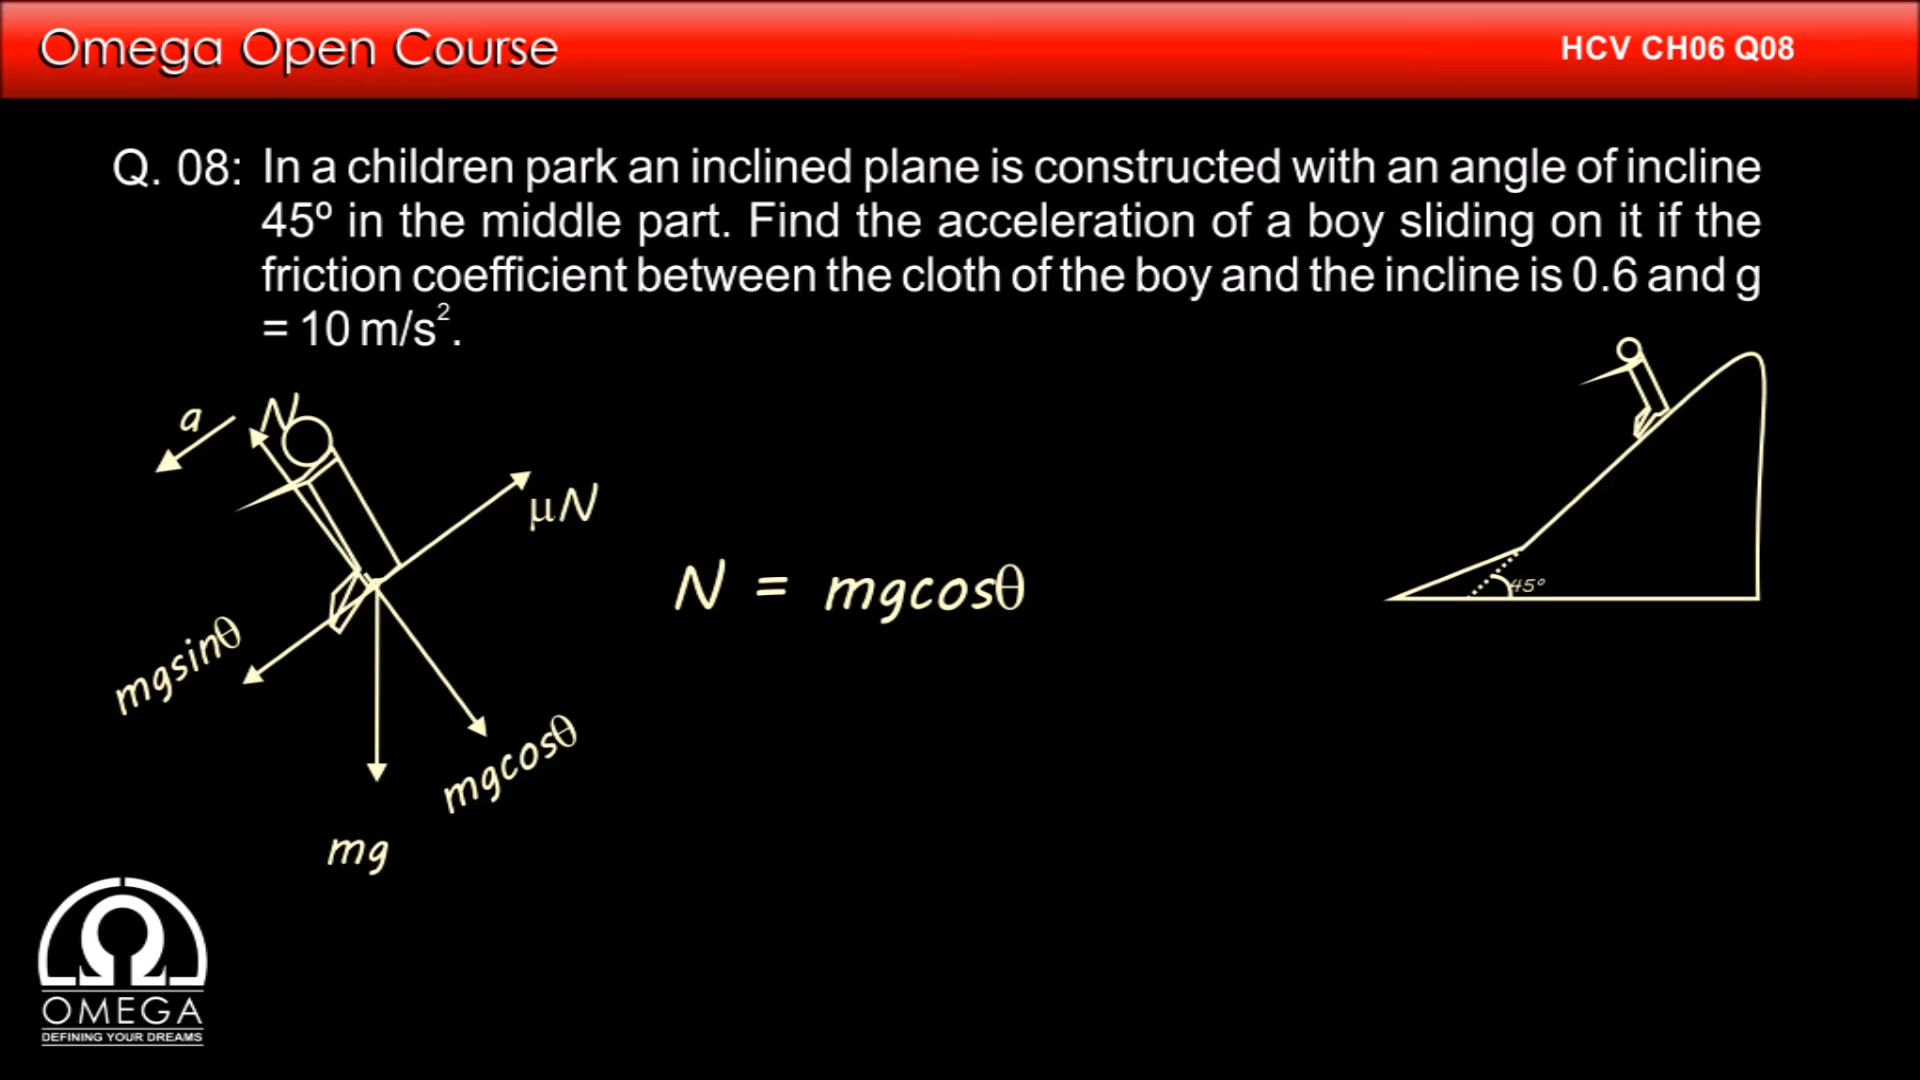 Omega Open Course
HCV CH06 Q08
Q. 08: In a children park an inclined plane is constructed with an angle of incline
45º in the middle part. Find the acceleration of a boy sliding on it if the
friction coefficient between the cloth of the boy and the incline is 0.6 and g
= 10 m/s².
a
N
μN
N = mgcosθ
45º
mgsinθ
mgcosθ
mg
OMEGA
DEFINING YOUR DREAMS